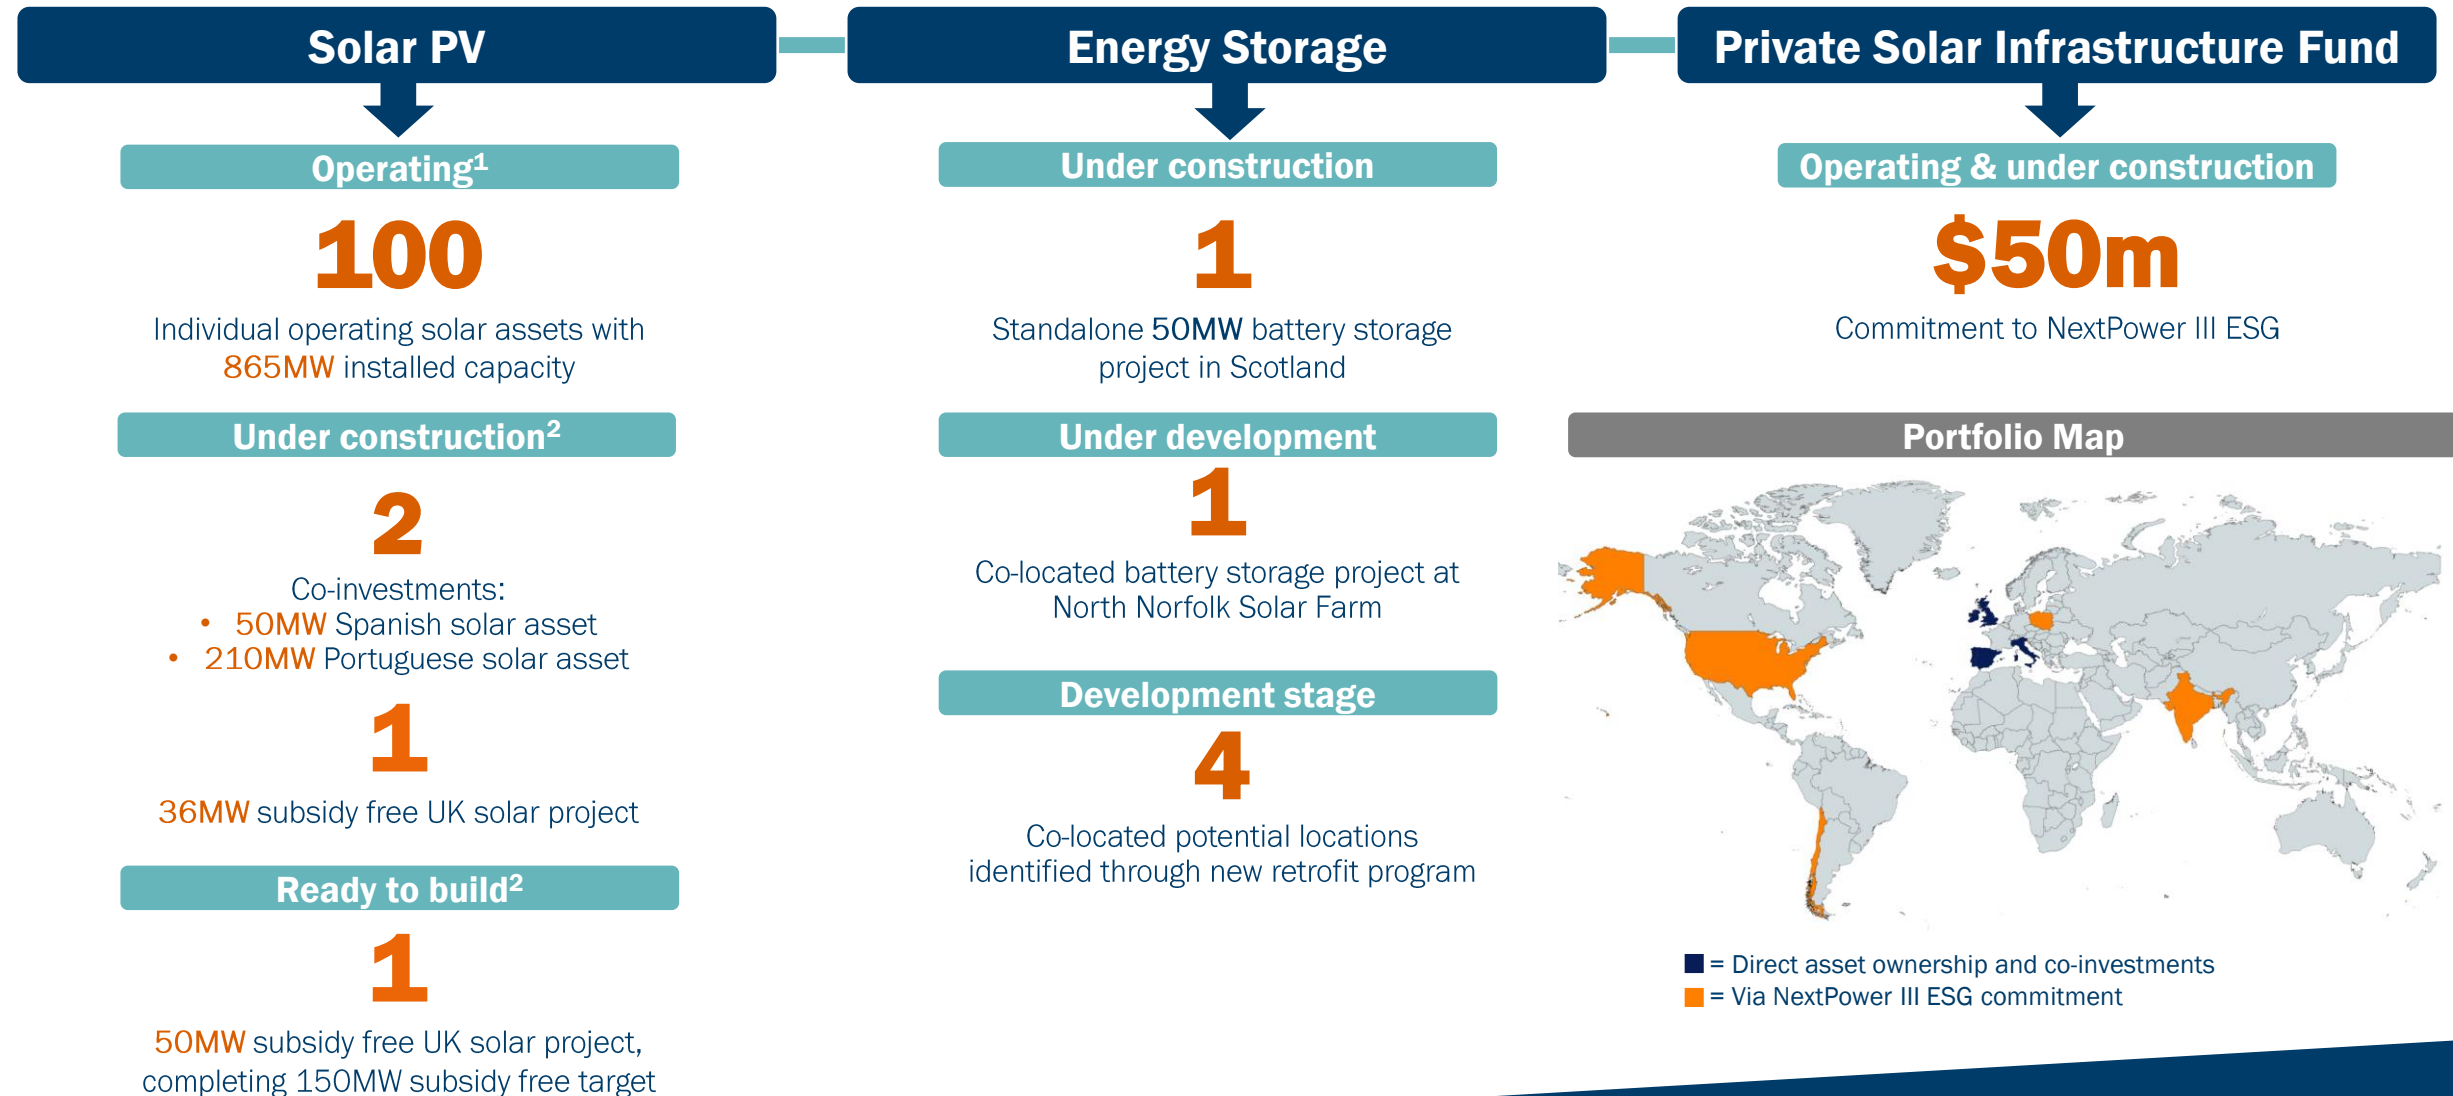 Solar PV
Energy Storage
Private Solar Infrastructure Fund
Operating¹
100
Individual operating solar assets with
865MW installed capacity
Under construction²
2
Co-investments:
• 50MW Spanish solar asset
• 210MW Portuguese solar asset
1
36MW subsidy free UK solar project
Ready to build²
1
50MW subsidy free UK solar project,
completing 150MW subsidy free target
Under construction
1
Standalone 50MW battery storage
project in Scotland
Under development
1
Co-located battery storage project at
North Norfolk Solar Farm
Development stage
4
Co-located potential locations
identified through new retrofit program
Operating & under construction
$50m
Commitment to NextPower III ESG
Portfolio Map
= Direct asset ownership and co-investments
= Via NextPower III ESG commitment